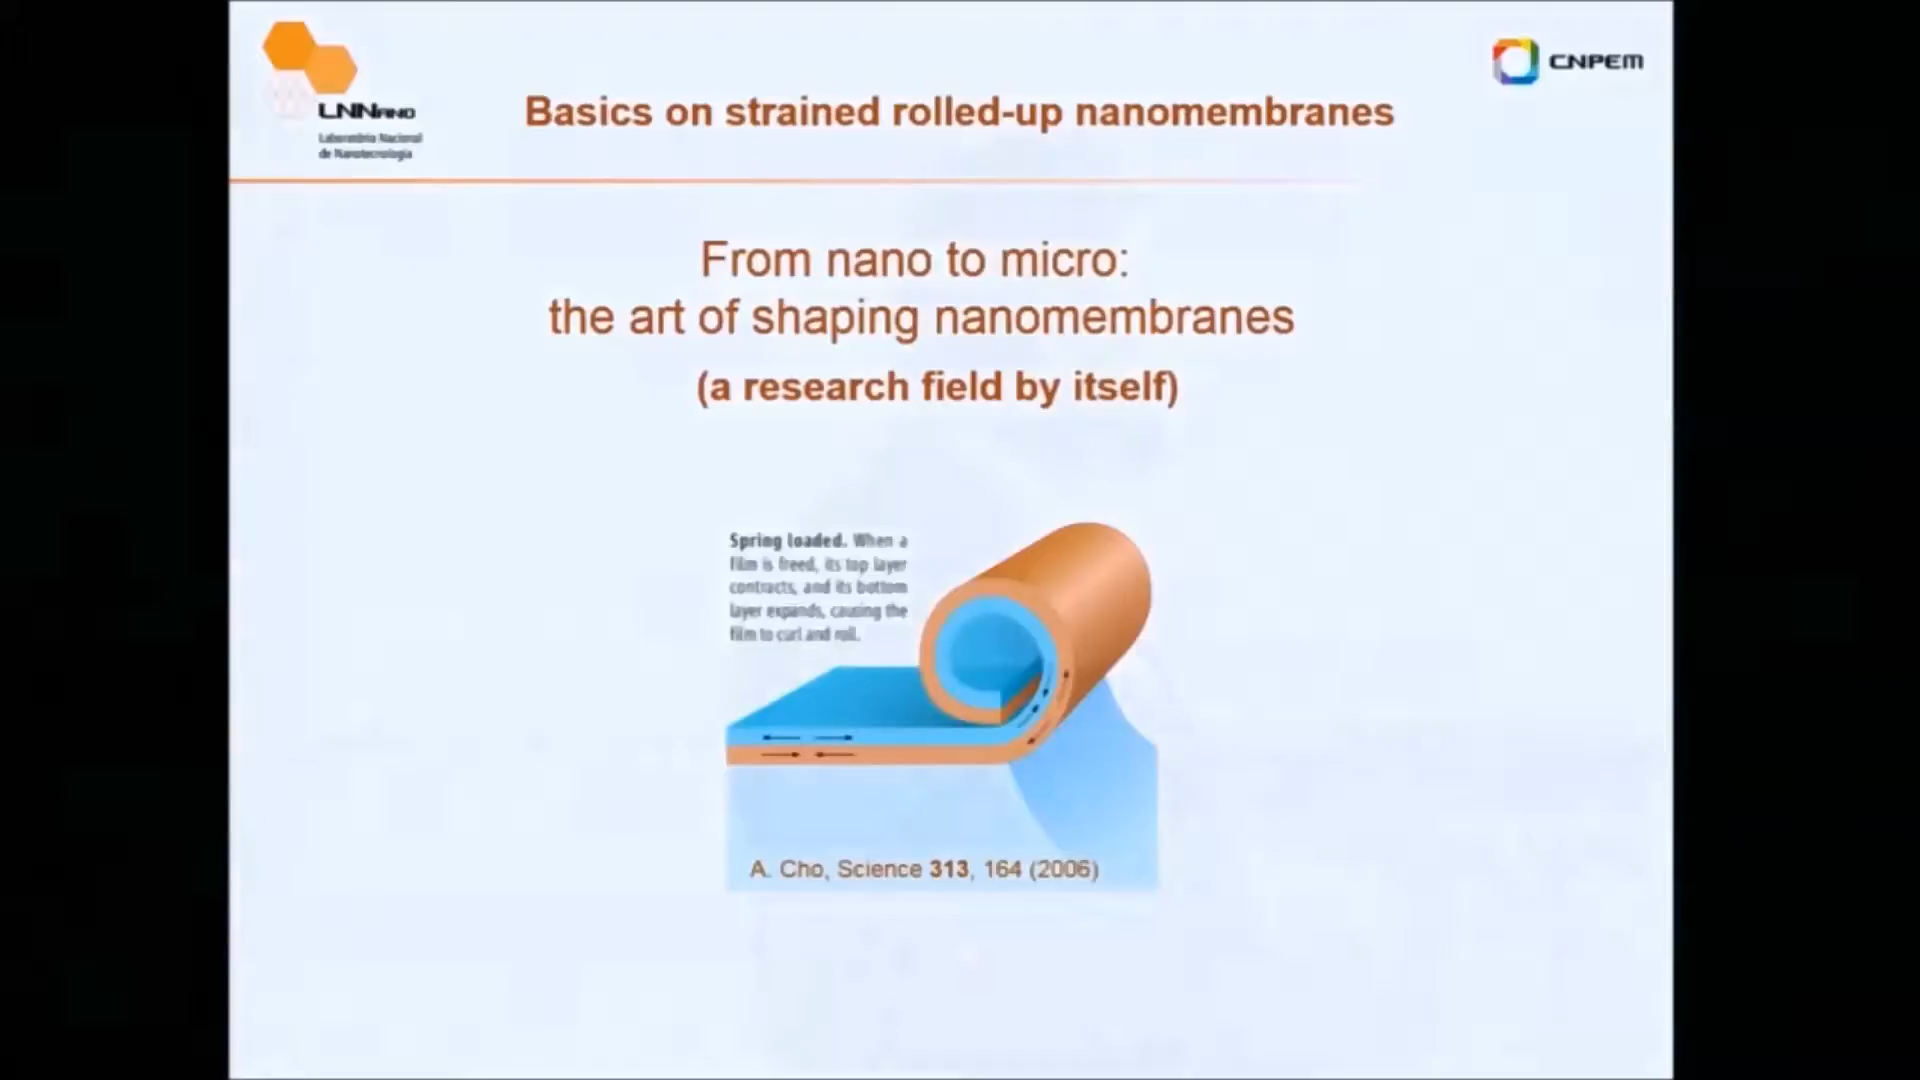 LNNANO
Laboratório Nacional
de Nanotecnologia
CNPEM
Basics on strained rolled-up nanomembranes
From nano to micro:
the art of shaping nanomembranes
(a research field by itself)
Spring loaded. When a
film is freed, its top layer
contracts, and its bottom
layer expands, causing the
film to curl and roll.
A. Cho, Science 313, 164 (2006)